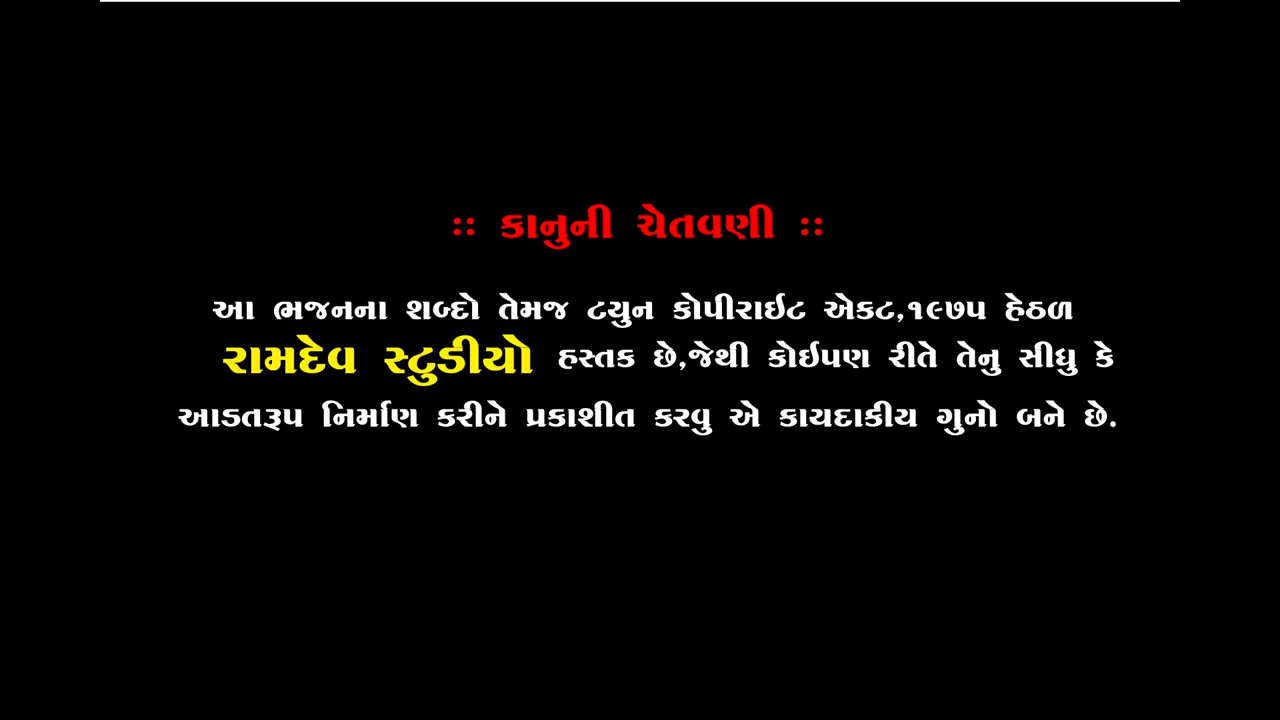 :: કાનુની ચેતવણી ::
આ ભજનના શબ્દો તેમજ ટયુન કોપીરાઈટ એકટ,૧૯૭૫ હેઠળ
રામદેવ સ્ટુડીયો હસ્તક છે,જેથી કોઈપણ રીતે તેનુ સીધુ કે
આડતરૂપ નિર્માણ કરીને પ્રકાશીત કરવુ એ કાયદાકીય ગુનો બને છે.